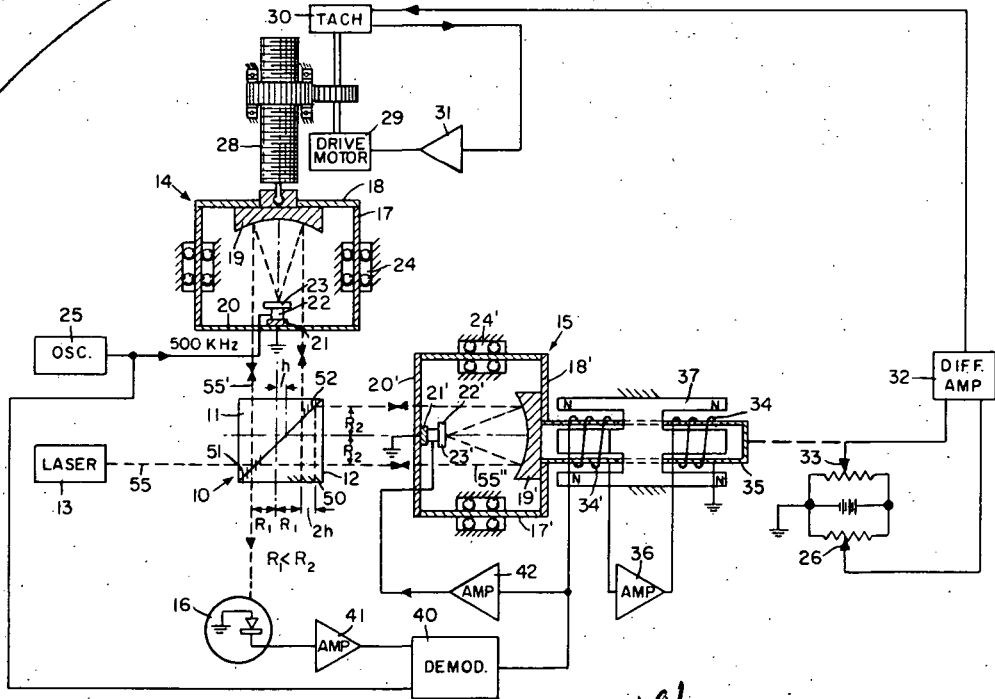 30
TACH
28
29
31
DRIVE
MOTOR
14
18
17
19
24
23
22
20
21
25
OSC.
500 KHz
55'
h
52
11
51
LASER
13
55
10
12
50
R₂
R₂
R₁
R₁
2h
R₁<R₂
24'
15
20'
18'
21'
22'
23'
55"
19'
17'
37
N
N
34
34'
N
N
35
DIFF.
AMP
32
33
26
36
AMP
42
AMP
16
41
AMP
40
DEMOD.